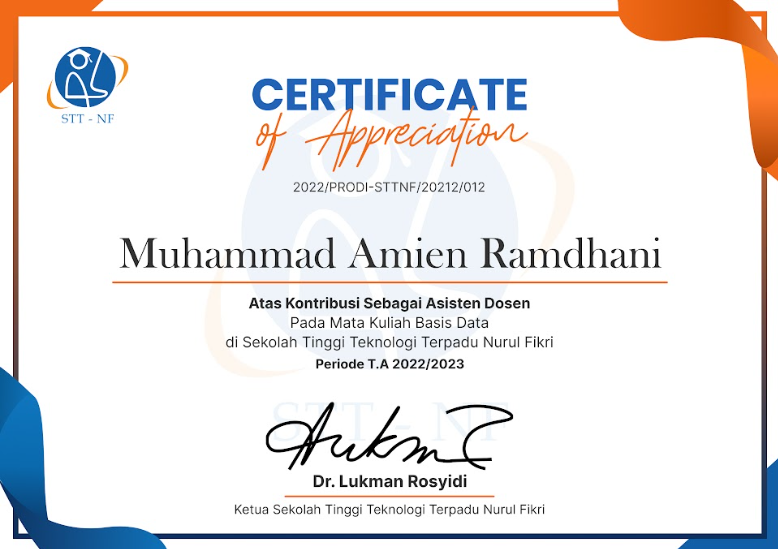 STT - NF
CERTIFICATE
of Appreciation
2022/PRODI-STTNF/20212/012
Muhammad Amien Ramdhani
Atas Kontribusi Sebagai Asisten Dosen
Pada Mata Kuliah Basis Data
di Sekolah Tinggi Teknologi Terpadu Nurul Fikri
Periode T.A 2022/2023
STT - NF
Dr. Lukman Rosyidi
Ketua Sekolah Tinggi Teknologi Terpadu Nurul Fikri